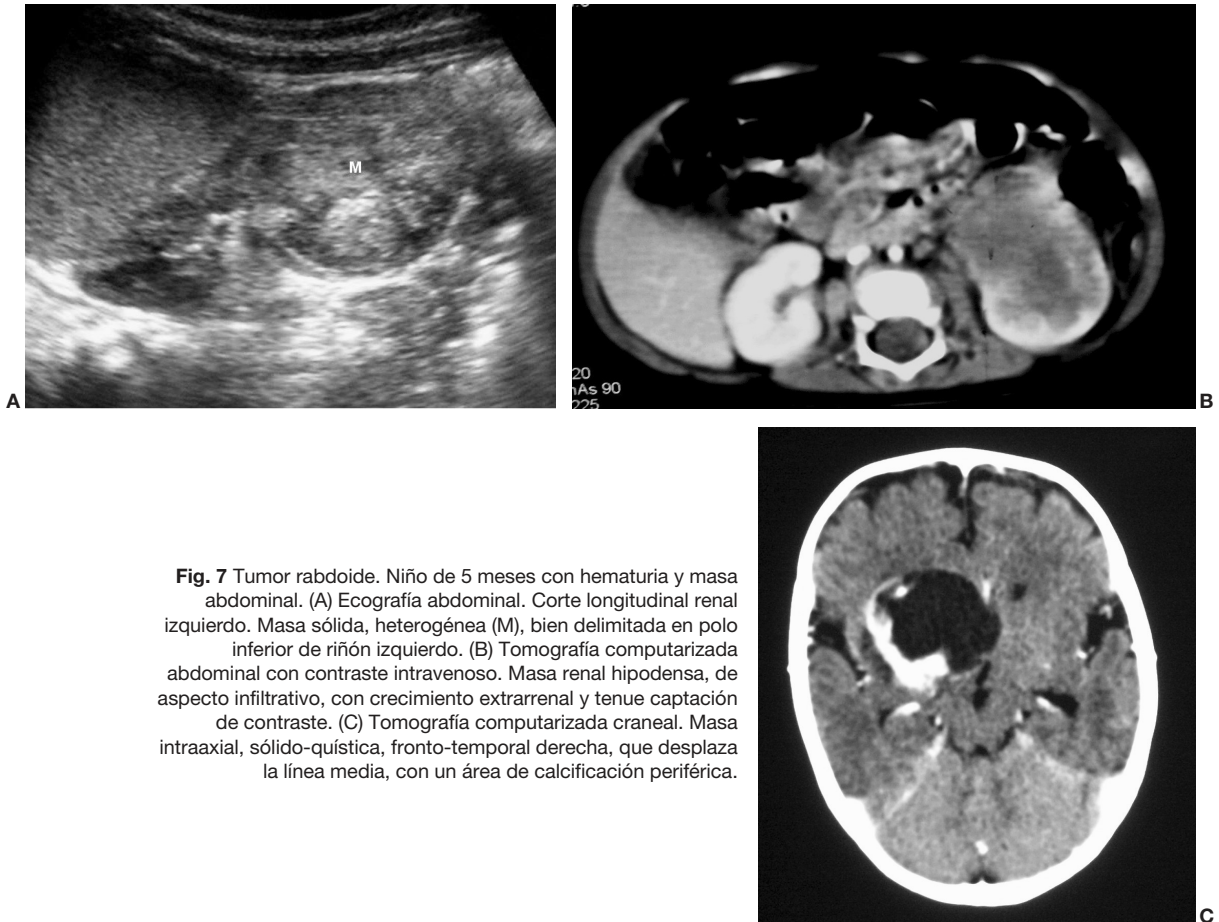 M
20
mAs 90
225
A
B
Fig. 7 Tumor rabdoide. Niño de 5 meses con hematuria y masa
abdominal. (A) Ecografía abdominal. Corte longitudinal renal
izquierdo. Masa sólida, heterogénea (M), bien delimitada en polo
inferior de riñón izquierdo. (B) Tomografía computarizada
abdominal con contraste intravenoso. Masa renal hipodensa, de
aspecto infiltrativo, con crecimiento extrarrenal y tenue captación
de contraste. (C) Tomografía computarizada craneal. Masa
intraaxial, sólido-quística, fronto-temporal derecha, que desplaza
la línea media, con un área de calcificación periférica.
C